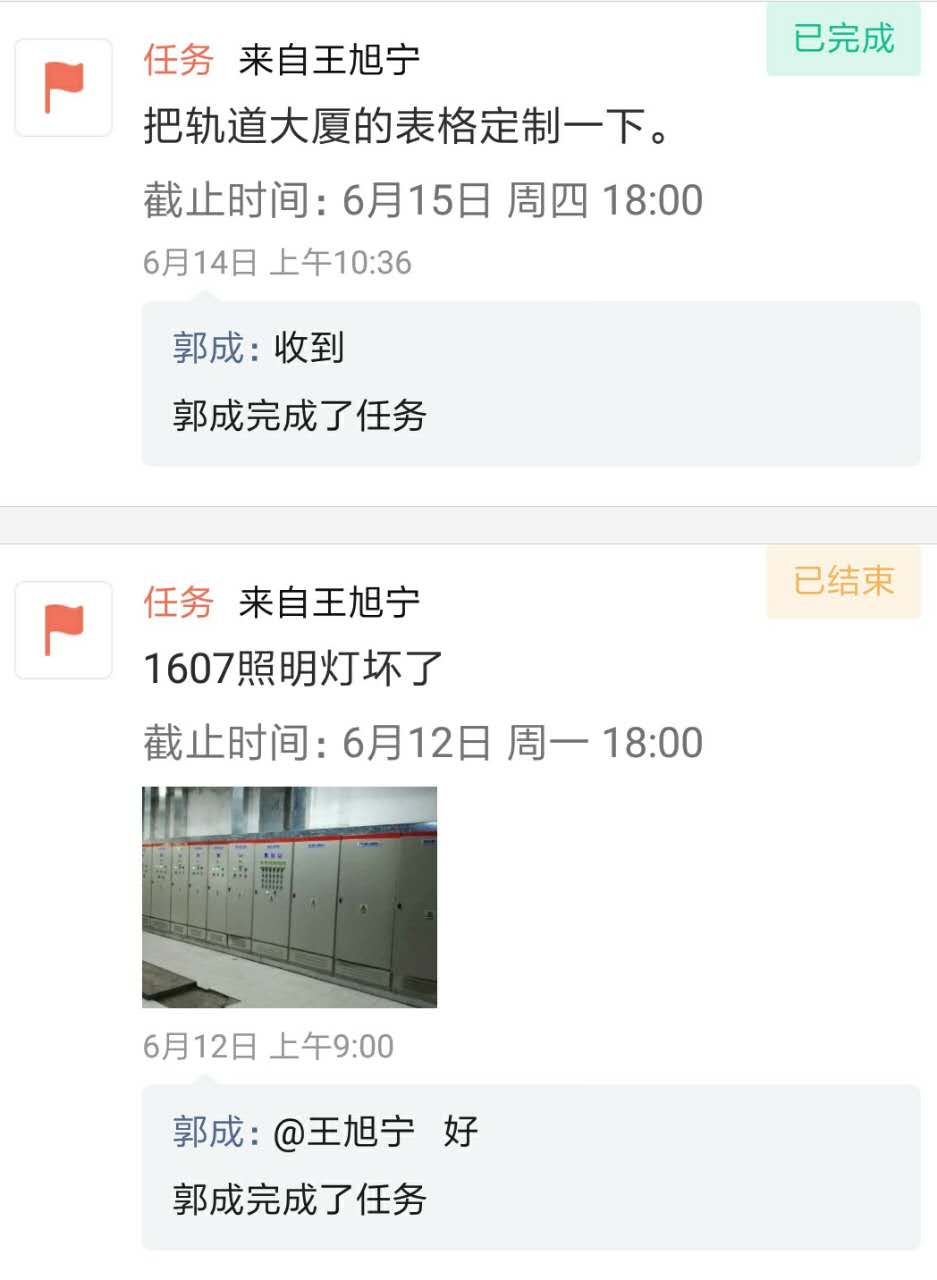 已完成
任务 来自王旭宁
把轨道大厦的表格定制一下。
截止时间: 6月15日 周四 18:00
6月14日 上午10:36
郭成: 收到
郭成完成了任务
已结束
任务 来自王旭宁
1607照明灯坏了
截止时间: 6月12日 周一 18:00
6月12日 上午9:00
郭成: @王旭宁 好
郭成完成了任务